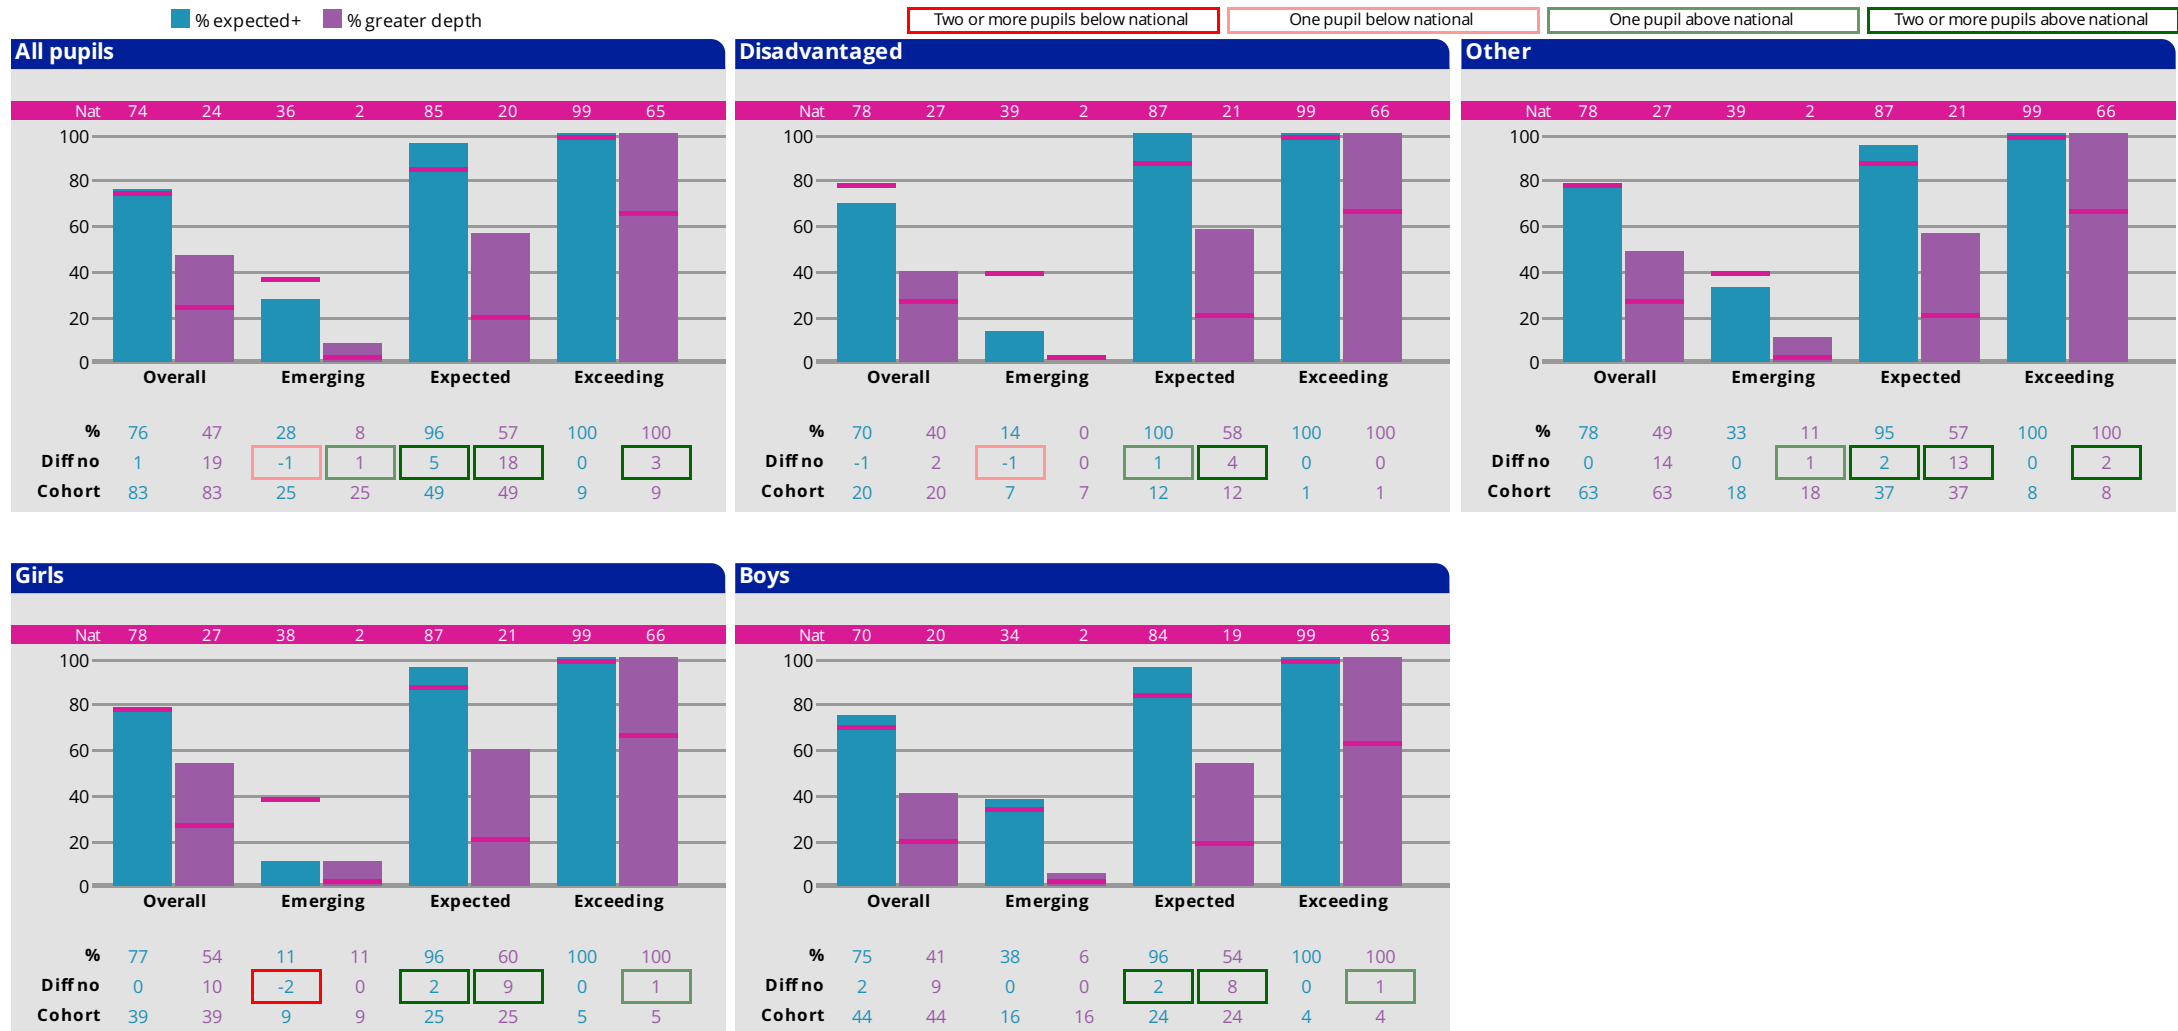 % expected+ % greater depth
Two or more pupils below national One pupil below national One pupil above national Two or more pupils above national
All pupils
Nat 74 24 36 2 85 20 99 65
100
80
60
40
20
0
Overall Emerging Expected Exceeding
% 76 47 28 8 96 57 100 100
Diff no 1 19 -1 1 5 18 0 3
Cohort 83 83 25 25 49 49 9 9
Disadvantaged
Nat 78 27 39 2 87 21 99 66
100
80
60
40
20
0
Overall Emerging Expected Exceeding
% 70 40 14 0 100 58 100 100
Diff no -1 2 -1 0 1 4 0 0
Cohort 20 20 7 7 12 12 1 1
Other
Nat 78 27 39 2 87 21 99 66
100
80
60
40
20
0
Overall Emerging Expected Exceeding
% 78 49 33 11 95 57 100 100
Diff no 0 14 0 1 2 13 0 2
Cohort 63 63 18 18 37 37 8 8
Girls
Nat 78 27 38 2 87 21 99 66
100
80
60
40
20
0
Overall Emerging Expected Exceeding
% 77 54 11 11 96 60 100 100
Diff no 0 10 -2 0 2 9 0 1
Cohort 39 39 9 9 25 25 5 5
Boys
Nat 70 20 34 2 84 19 99 63
100
80
60
40
20
0
Overall Emerging Expected Exceeding
% 75 41 38 6 96 54 100 100
Diff no 2 9 0 0 2 8 0 1
Cohort 44 44 16 16 24 24 4 4